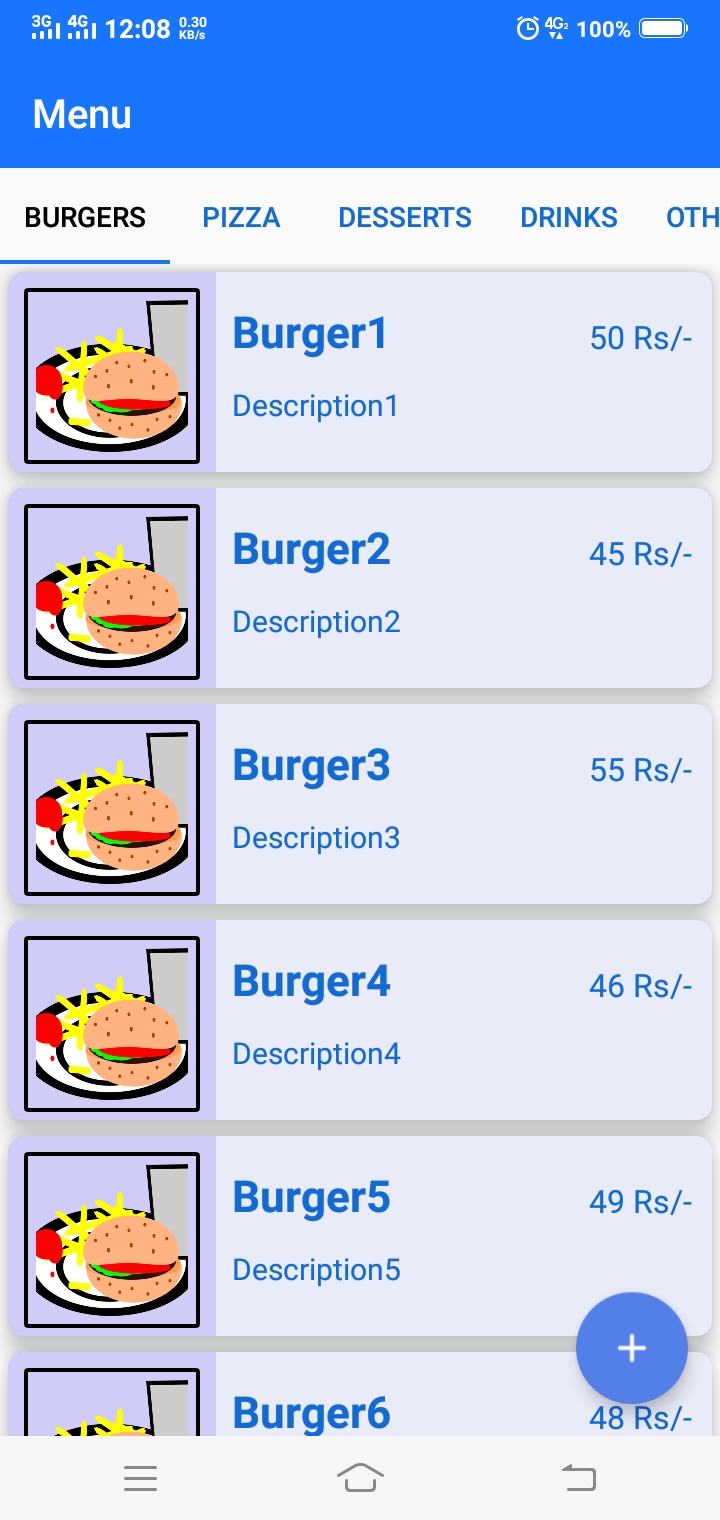 3G 4G 12:08 0.30 KB/s 4G2 100%
Menu
BURGERS PIZZA DESSERTS DRINKS OTH
Burger1 50 Rs/-
Description1
Burger2 45 Rs/-
Description2
Burger3 55 Rs/-
Description3
Burger4 46 Rs/-
Description4
Burger5 49 Rs/-
Description5
+
Burger6 48 Rs/-